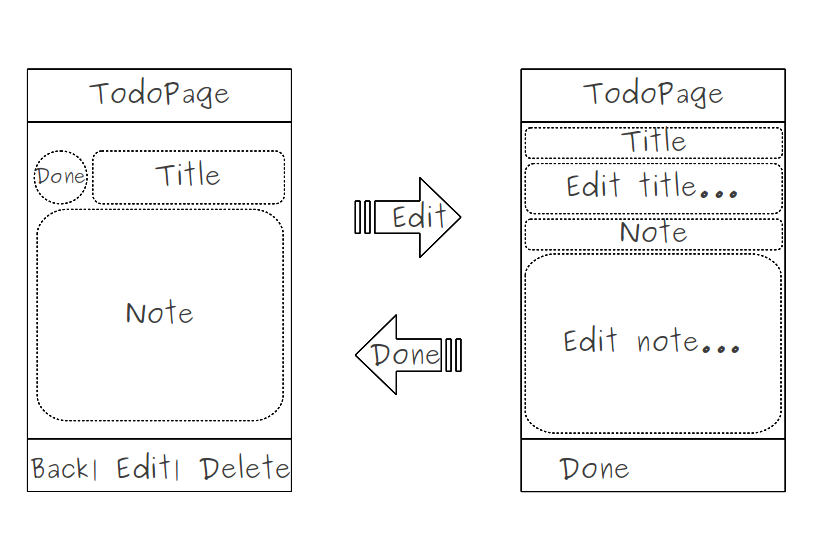 TodoPage
Done Title
Note
Back| Edit| Delete
Edit
Done
TodoPage
Title
Edit title...
Note
Edit note...
Done